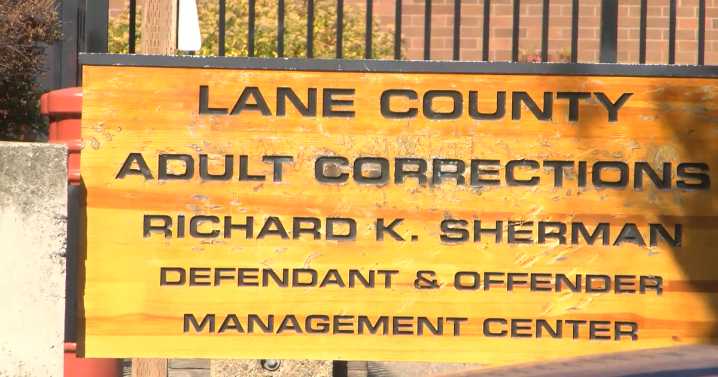 LANE COUNTY
ADULT CORRECTIONS
RICHARD K. SHERMAN
DEFENDANT & OFFENDER
MANAGEMENT CENTER